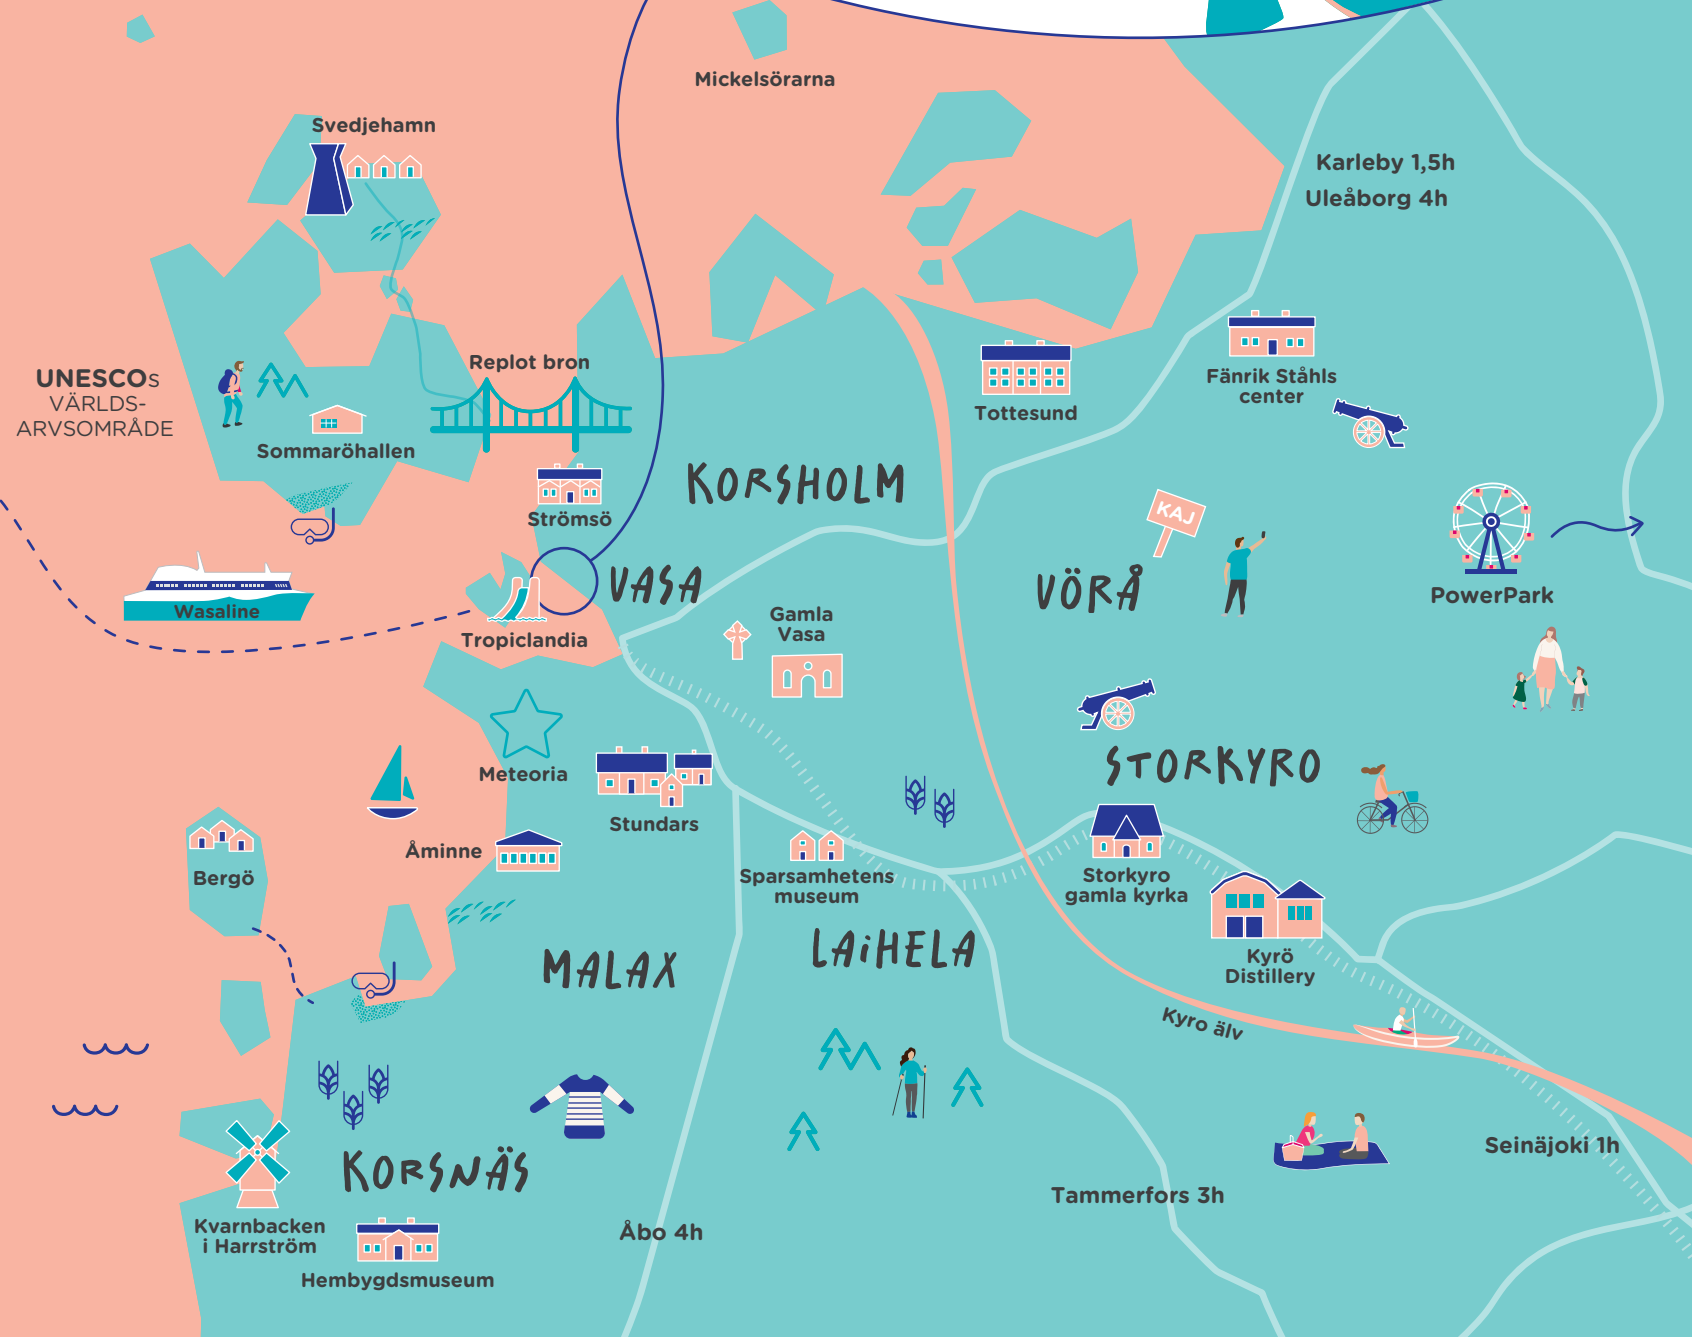 Mickelsörarna
Svedjehamn
Karleby 1,5h
Uleåborg 4h
Replot bron
UNESCOs
VÄRLDS-
ARVSOMRÅDE
Sommaröhallen
Fänrik Ståhls
center
Tottesund
KORSHOLM
Strömsö
KAJ
VASA
VÖRÅ
PowerPark
Wasaline
Tropiclandia
Gamla
Vasa
STORKYRO
Meteoria
Stundars
Åminne
Bergö
Sparsamhetens
museum
Storkyro
gamla kyrka
LAiHELA
MALAX
Kyrö
Distillery
Kyro älv
KORSNÄS
Seinäjoki 1h
Tammerfors 3h
Kvarnbacken
i Harrström
Åbo 4h
Hembygdsmuseum